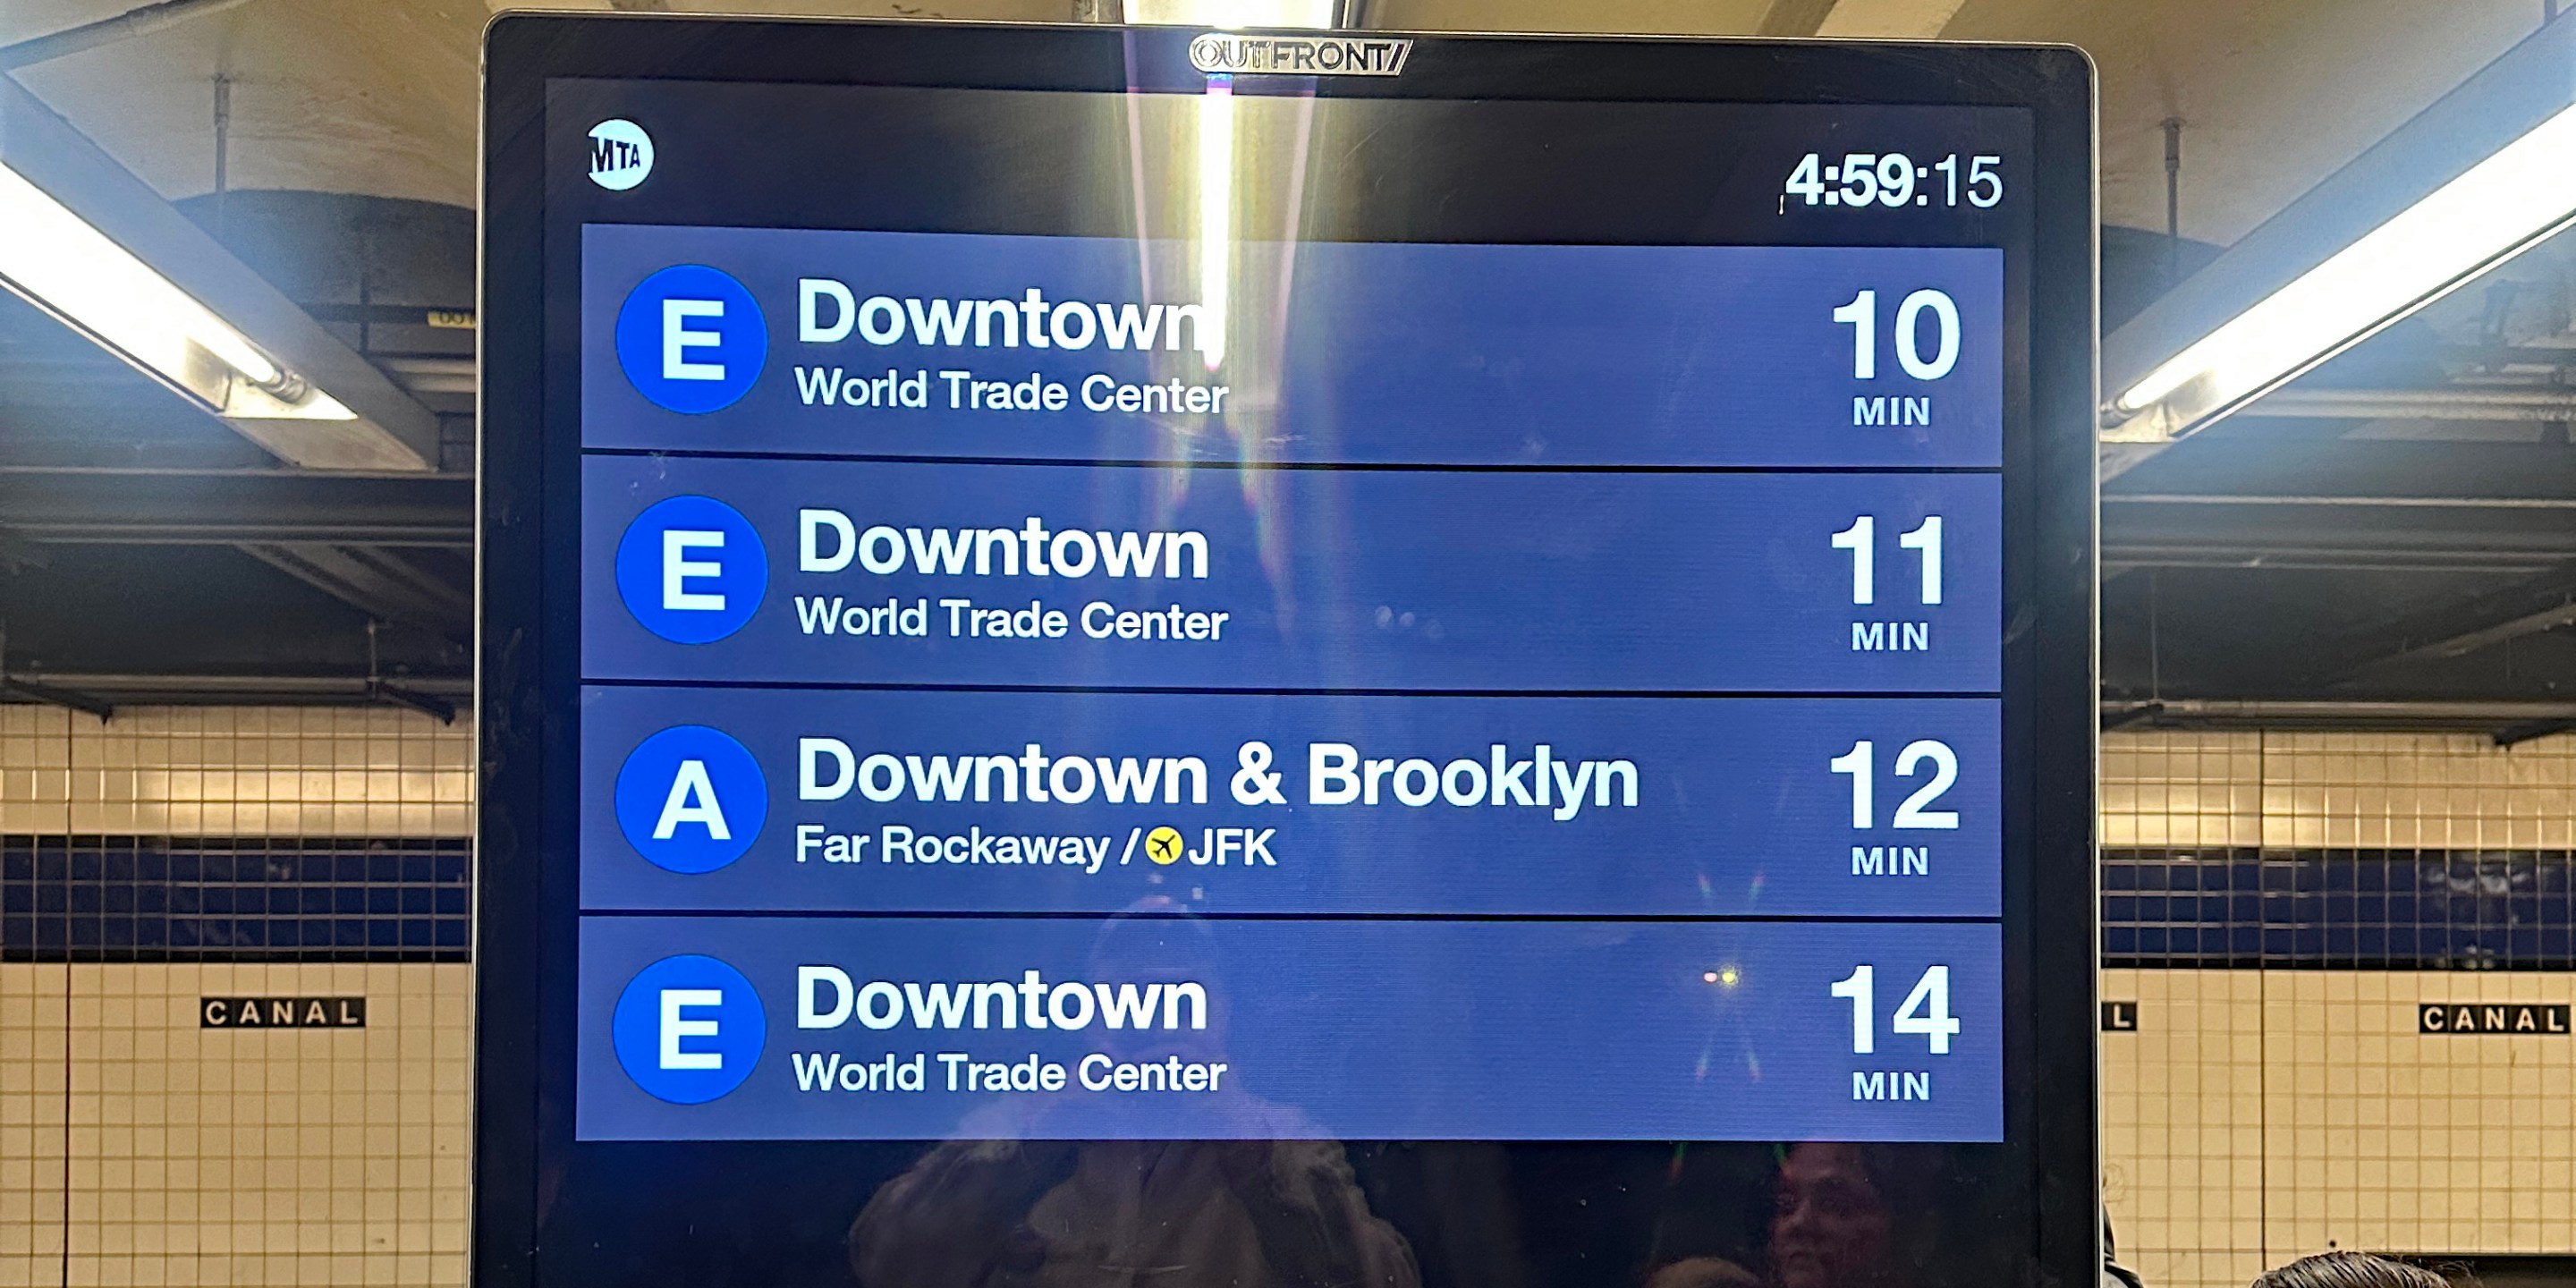 OUTFRONT/
MTA
4:59:15
E Downtown
World Trade Center
10
MIN
E Downtown
World Trade Center
11
MIN
A Downtown & Brooklyn
Far Rockaway / JFK
12
MIN
E Downtown
World Trade Center
14
MIN
CANAL
L
CANAL